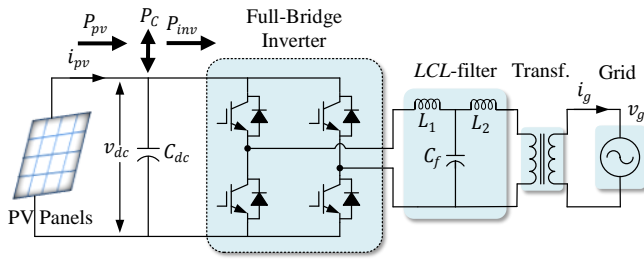 P_pv
P_C
P_inv
Full-Bridge
Inverter
i_pv
LCL-filter
Transf.
Grid
i_g
v_g
L_1
L_2
v_dc
C_dc
C_f
PV Panels